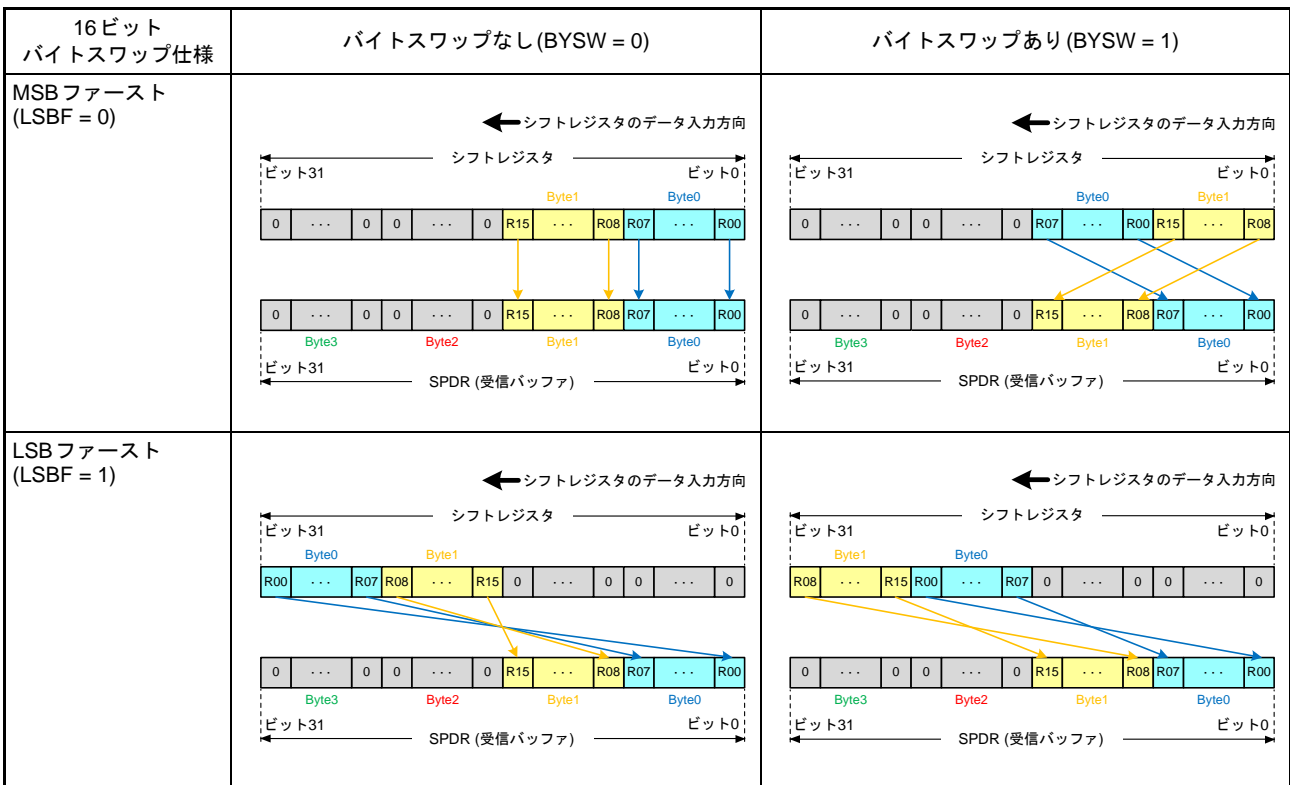 16ビット
バイトスワップ仕様
バイトスワップなし(BYSW = 0)
バイトスワップあり(BYSW = 1)
MSBファースト
(LSBF = 0)
シフトレジスタのデータ入力方向
シフトレジスタ
ビット31 ビット0
Byte1 Byte0
0 ... 0 0 ... 0 R15 ... R08 R07 ... R00
0 ... 0 0 ... 0 R15 ... R08 R07 ... R00
Byte3 Byte2 Byte1 Byte0
ビット31 ビット0
SPDR (受信バッファ)
シフトレジスタのデータ入力方向
シフトレジスタ
ビット31 ビット0
Byte0 Byte1
0 ... 0 0 ... 0 R07 ... R00 R15 ... R08
0 ... 0 0 ... 0 R15 ... R08 R07 ... R00
Byte3 Byte2 Byte1 Byte0
ビット31 ビット0
SPDR (受信バッファ)
LSBファースト
(LSBF = 1)
シフトレジスタのデータ入力方向
シフトレジスタ
ビット31 ビット0
Byte0 Byte1
R00 ... R07 R08 ... R15 0 ... 0 0 ... 0
0 ... 0 0 ... 0 R15 ... R08 R07 ... R00
Byte3 Byte2 Byte1 Byte0
ビット31 ビット0
SPDR (受信バッファ)
シフトレジスタのデータ入力方向
シフトレジスタ
ビット31 ビット0
Byte1 Byte0
R08 ... R15 R00 ... R07 0 ... 0 0 ... 0
0 ... 0 0 ... 0 R15 ... R08 R07 ... R00
Byte3 Byte2 Byte1 Byte0
ビット31 ビット0
SPDR (受信バッファ)